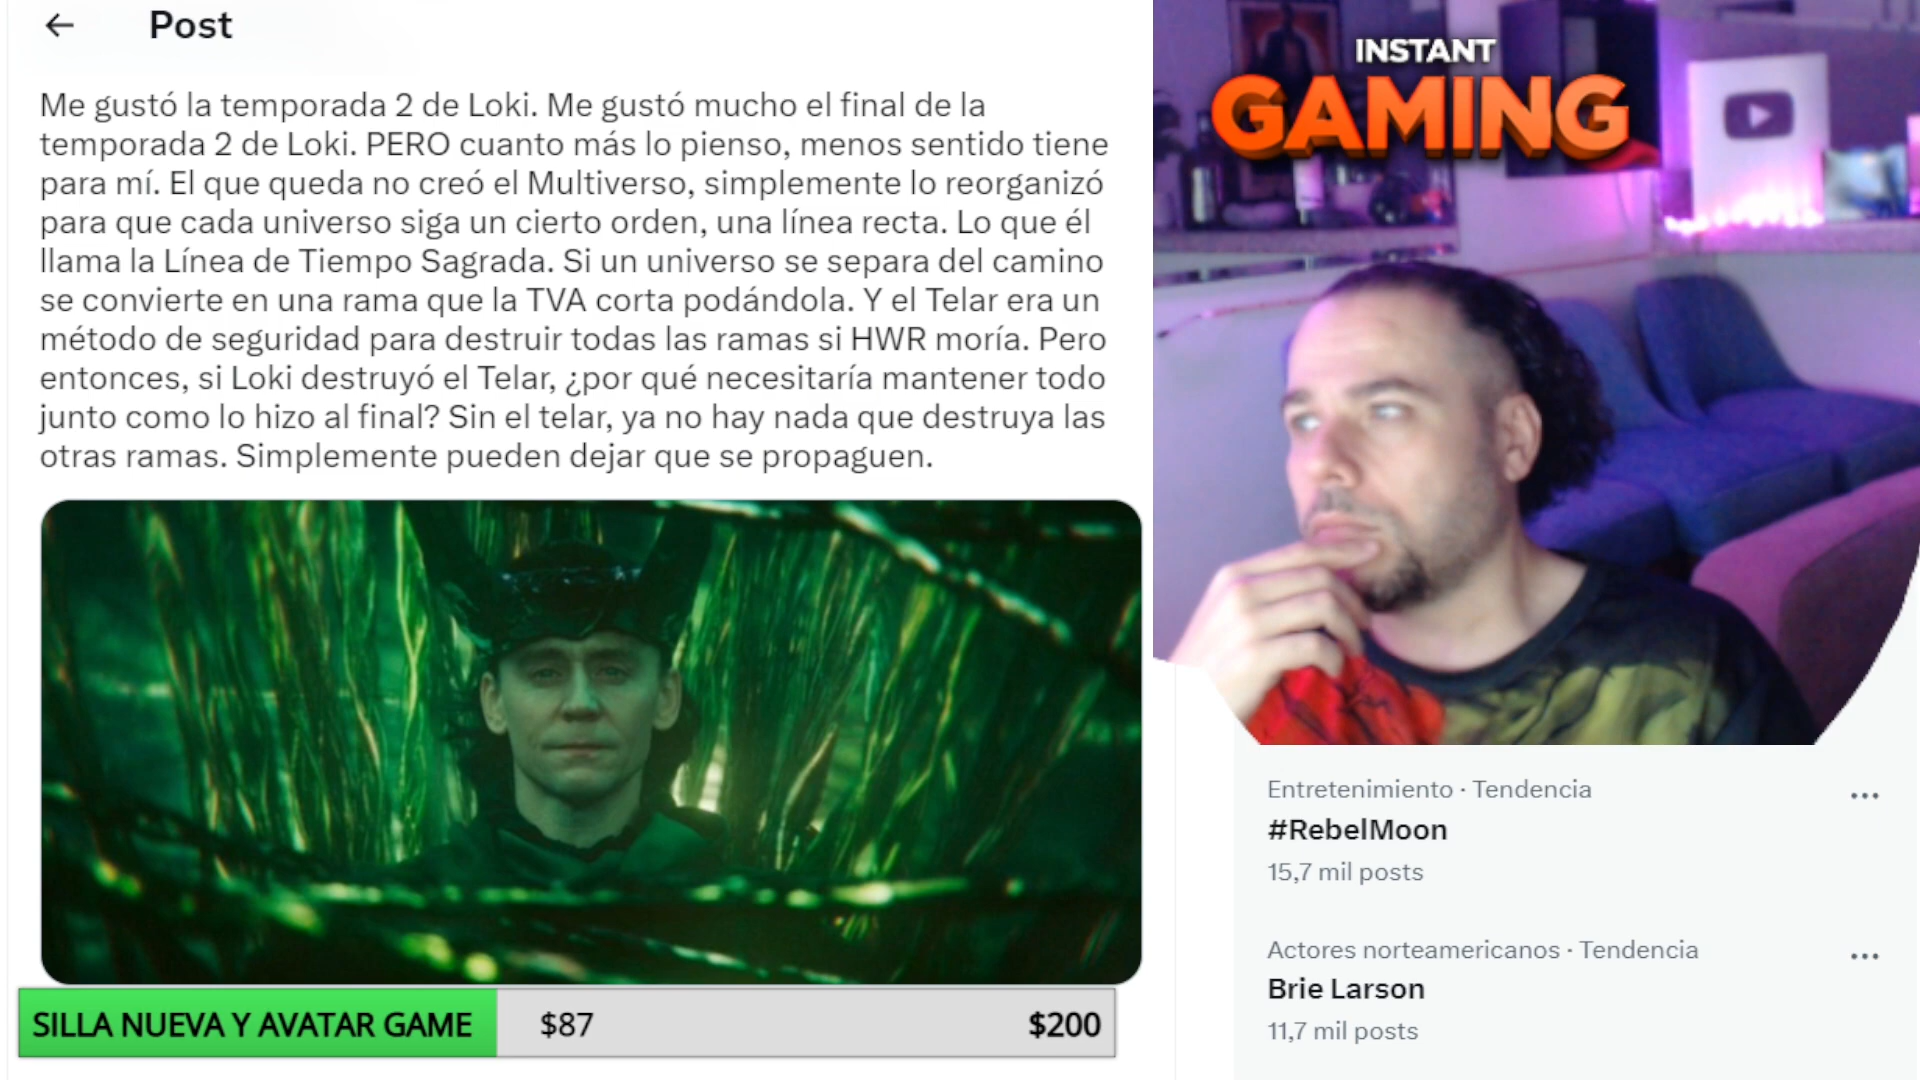 Post
Me gustó la temporada 2 de Loki. Me gustó mucho el final de la
temporada 2 de Loki. PERO cuanto más lo pienso, menos sentido tiene
para mí. El que queda no creó el Multiverso, simplemente lo reorganizó
para que cada universo siga un cierto orden, una línea recta. Lo que él
llama la Línea de Tiempo Sagrada. Si un universo se separa del camino
se convierte en una rama que la TVA corta podándola. Y el Telar era un
método de seguridad para destruir todas las ramas si HWR moría. Pero
entonces, si Loki destruyó el Telar, ¿por qué necesitaría mantener todo
junto como lo hizo al final? Sin el telar, ya no hay nada que destruya las
otras ramas. Simplemente pueden dejar que se propaguen.
SILLA NUEVA Y AVATAR GAME $87 $200
INSTANT
GAMING
Entretenimiento · Tendencia
#RebelMoon
15,7 mil posts
Actores norteamericanos · Tendencia
Brie Larson
11,7 mil posts